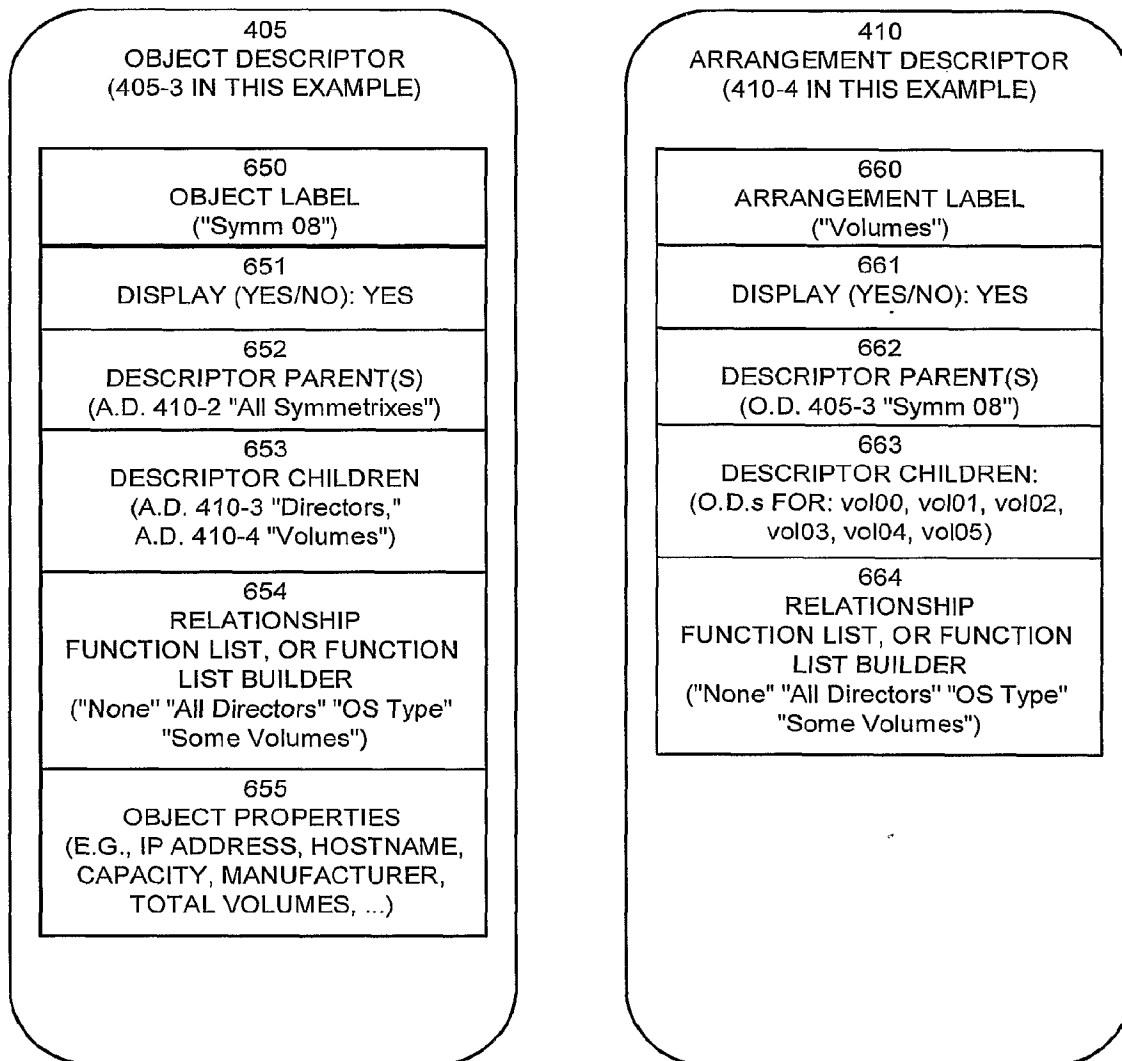 405
OBJECT DESCRIPTOR
(405-3 IN THIS EXAMPLE)
650
OBJECT LABEL
("Symm 08")
651
DISPLAY (YES/NO): YES
652
DESCRIPTOR PARENT(S)
(A.D. 410-2 "All Symmetrixes")
653
DESCRIPTOR CHILDREN
(A.D. 410-3 "Directors,"
A.D. 410-4 "Volumes")
654
RELATIONSHIP
FUNCTION LIST, OR FUNCTION
LIST BUILDER
("None" "All Directors" "OS Type"
"Some Volumes")
655
OBJECT PROPERTIES
(E.G., IP ADDRESS, HOSTNAME,
CAPACITY, MANUFACTURER,
TOTAL VOLUMES, ...)
410
ARRANGEMENT DESCRIPTOR
(410-4 IN THIS EXAMPLE)
660
ARRANGEMENT LABEL
("Volumes")
661
DISPLAY (YES/NO): YES
662
DESCRIPTOR PARENT(S)
(O.D. 405-3 "Symm 08")
663
DESCRIPTOR CHILDREN:
(O.D.s FOR: vol00, vol01, vol02,
vol03, vol04, vol05)
664
RELATIONSHIP
FUNCTION LIST, OR FUNCTION
LIST BUILDER
("None" "All Directors" "OS Type"
"Some Volumes")